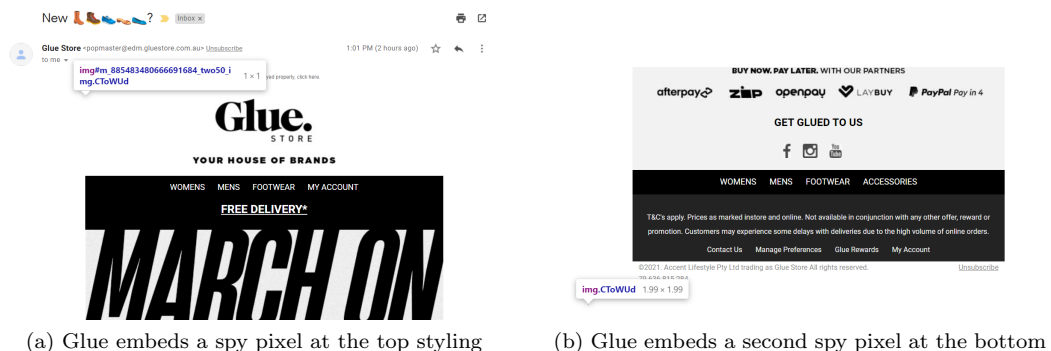 New 👢🥾👟👡🥿?
Inbox ×
Glue Store <popmaster@edm.gluestore.com.au> Unsubscribe
1:01 PM (2 hours ago)
to me
img#m_885483480666691684_two50_i
mg.CToWUd
1 × 1
yed property, click here.
Glue.
STORE
YOUR HOUSE OF BRANDS
WOMENS MENS FOOTWEAR MY ACCOUNT
FREE DELIVERY*
MARCH ON
(a) Glue embeds a spy pixel at the top styling
BUY NOW. PAY LATER. WITH OUR PARTNERS
afterpay zip openpay LAYBUY PayPal Pay in 4
GET GLUED TO US
You Tube
WOMENS MENS FOOTWEAR ACCESSORIES
T&C's apply. Prices as marked instore and online. Not available in conjunction with any other offer, reward or
promotion. Customers may experience some delays with deliveries due to the high volume of online orders.
Contact Us Manage Preferences Glue Rewards My Account
©2021. Accent Lifestyle Pty Ltd trading as Glue Store All rights reserved.
Unsubscribe
img.CToWUd 1.99 × 1.99
(b) Glue embeds a second spy pixel at the bottom